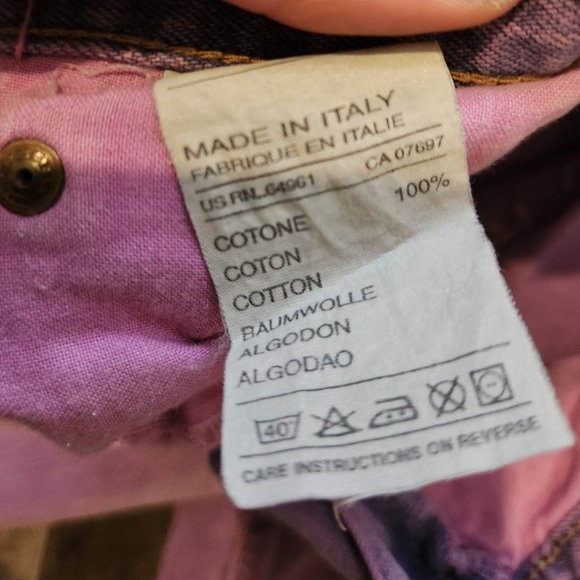 MADE IN ITALY
FABRIQUE EN ITALIE
US RN..64961 CA 07697
100%
COTONE
COTON
COTTON
BAUMWOLLE
ALGODON
ALGODAO
40°
CARE INSTRUCTIONS ON REVERSE